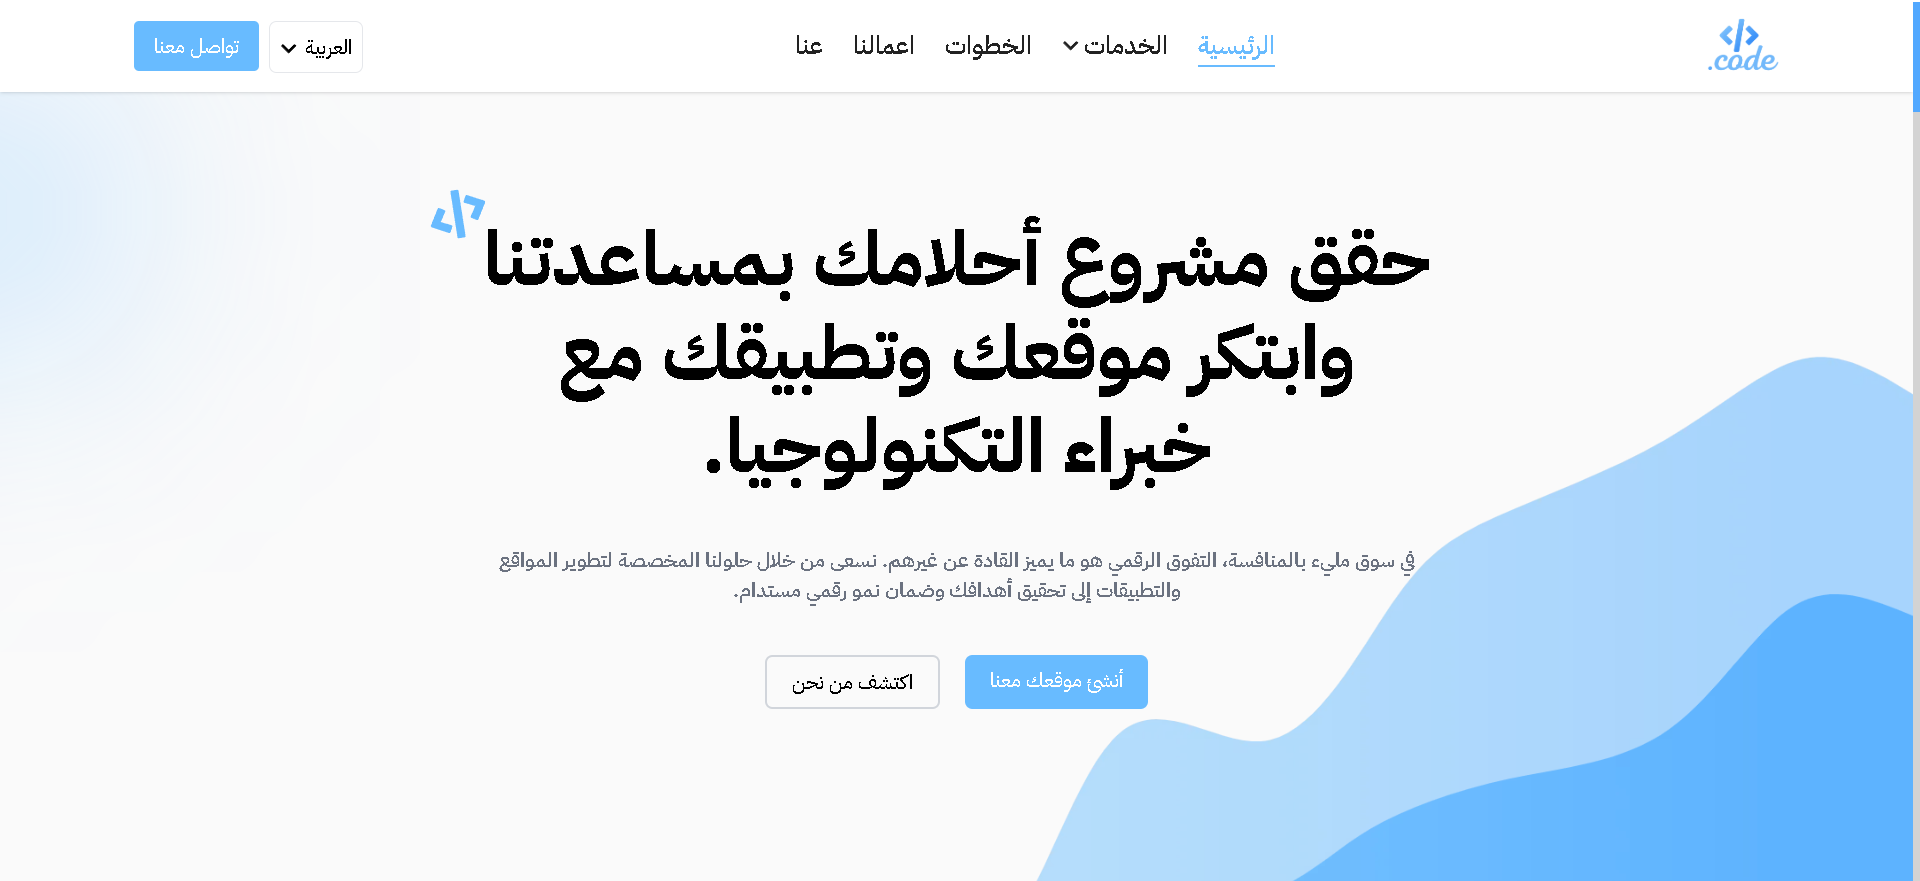 </>
code.
الرئيسية
الخدمات
الخطوات
اعمالنا
عنا
العربية
تواصل معنا
</>
حقق مشروع أحلامك بمساعدتنا
وابتكر موقعك وتطبيقك مع
خبراء التكنولوجيا.
في سوق مليء بالمنافسة، التفوق الرقمي هو ما يميز القادة عن غيرهم. نسعى من خلال حلولنا المخصصة لتطوير المواقع
والتطبيقات إلى تحقيق أهدافك وضمان نمو رقمي مستدام.
أنشئ موقعك معنا
اكتشف من نحن